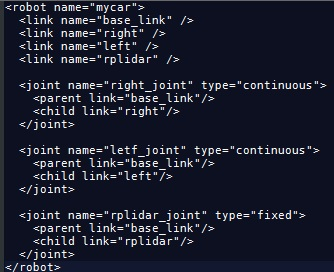 <robot name="mycar">
  <link name="base_link" />
  <link name="right" />
  <link name="left" />
  <link name="rplidar" />

  <joint name="right_joint" type="continuous">
    <parent link="base_link"/>
    <child link="right"/>
  </joint>

  <joint name="letf_joint" type="continuous">
    <parent link="base_link"/>
    <child link="left"/>
  </joint>

  <joint name="rplidar_joint" type="fixed">
    <parent link="base_link"/>
    <child link="rplidar"/>
  </joint>
</robot>